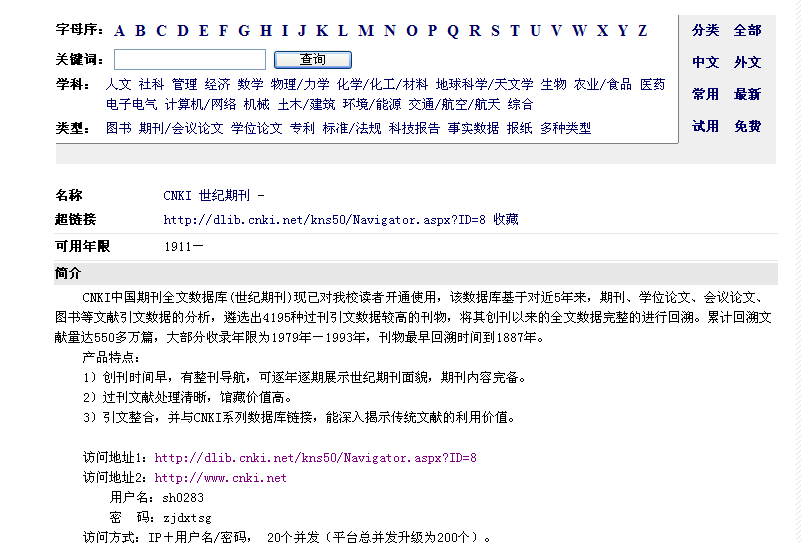 字母序： A B C D E F G H I J K L M N O P Q R S T U V W X Y Z
关键词： 查询
学科： 人文 社科 管理 经济 数学 物理/力学 化学/化工/材料 地球科学/天文学 生物 农业/食品 医药
电子电气 计算机/网络 机械 土木/建筑 环境/能源 交通/航空/航天 综合
类型： 图书 期刊/会议论文 学位论文 专利 标准/法规 科技报告 事实数据 报纸 多种类型
分类 全部
中文 外文
常用 最新
试用 免费
名称 CNKI 世纪期刊 -
超链接 http://dlib.cnki.net/kns50/Navigator.aspx?ID=8 收藏
可用年限 1911—
简介
CNKI中国期刊全文数据库(世纪期刊)现已对我校读者开通使用，该数据库基于对近5年来，期刊、学位论文、会议论文、
图书等文献引文数据的分析，遴选出4195种过刊引文数据较高的刊物，将其创刊以来的全文数据完整的进行回溯。累计回溯文
献量达550多万篇，大部分收录年限为1979年－1993年，刊物最早回溯时间到1887年。
产品特点：
1）创刊时间早，有整刊导航，可逐年逐期展示世纪期刊面貌，期刊内容完备。
2）过刊文献处理清晰，馆藏价值高。
3）引文整合，并与CNKI系列数据库链接，能深入揭示传统文献的利用价值。
访问地址1：http://dlib.cnki.net/kns50/Navigator.aspx?ID=8
访问地址2：http://www.cnki.net
用户名：sh0283
密 码：zjdxtsg
访问方式：IP＋用户名/密码， 20个并发（平台总并发升级为200个）。